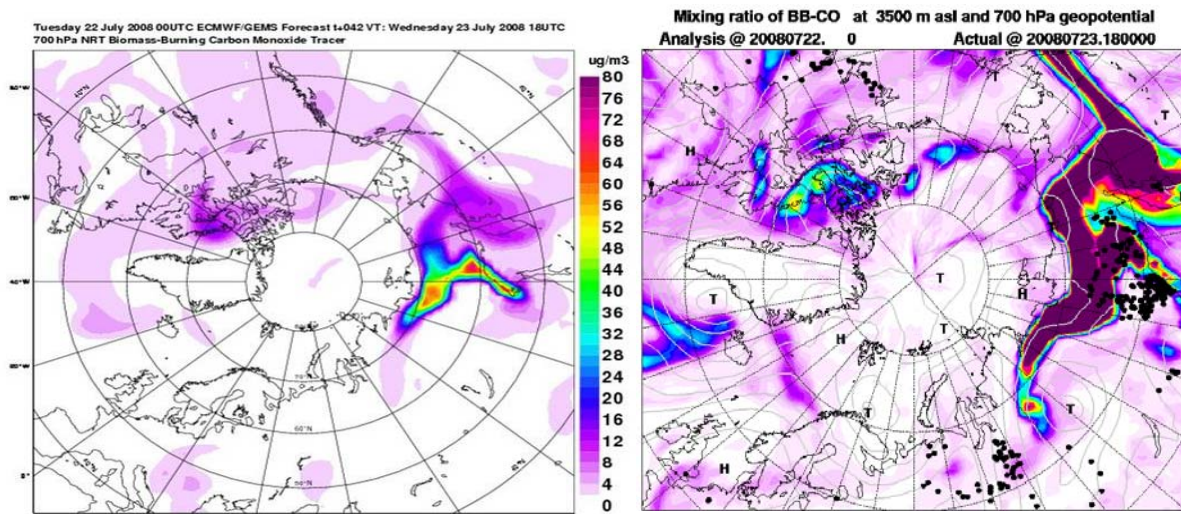 Tuesday 22 July 2008 00UTC ECMWF/GEMS Forecast t+042 VT: Wednesday 23 July 2008 18UTC
700 hPa NRT Biomass-Burning Carbon Monoxide Tracer
ug/m3
80
76
72
68
64
60
56
52
48
44
40
36
32
28
24
20
16
12
8
4
0
70°N
60°N
50°N
Mixing ratio of BB-CO at 3500 m asl and 700 hPa geopotential
Analysis @ 20080722. 0 Actual @ 20080723.180000
T
T
H
H
T
H
T
T
H
T
T
H